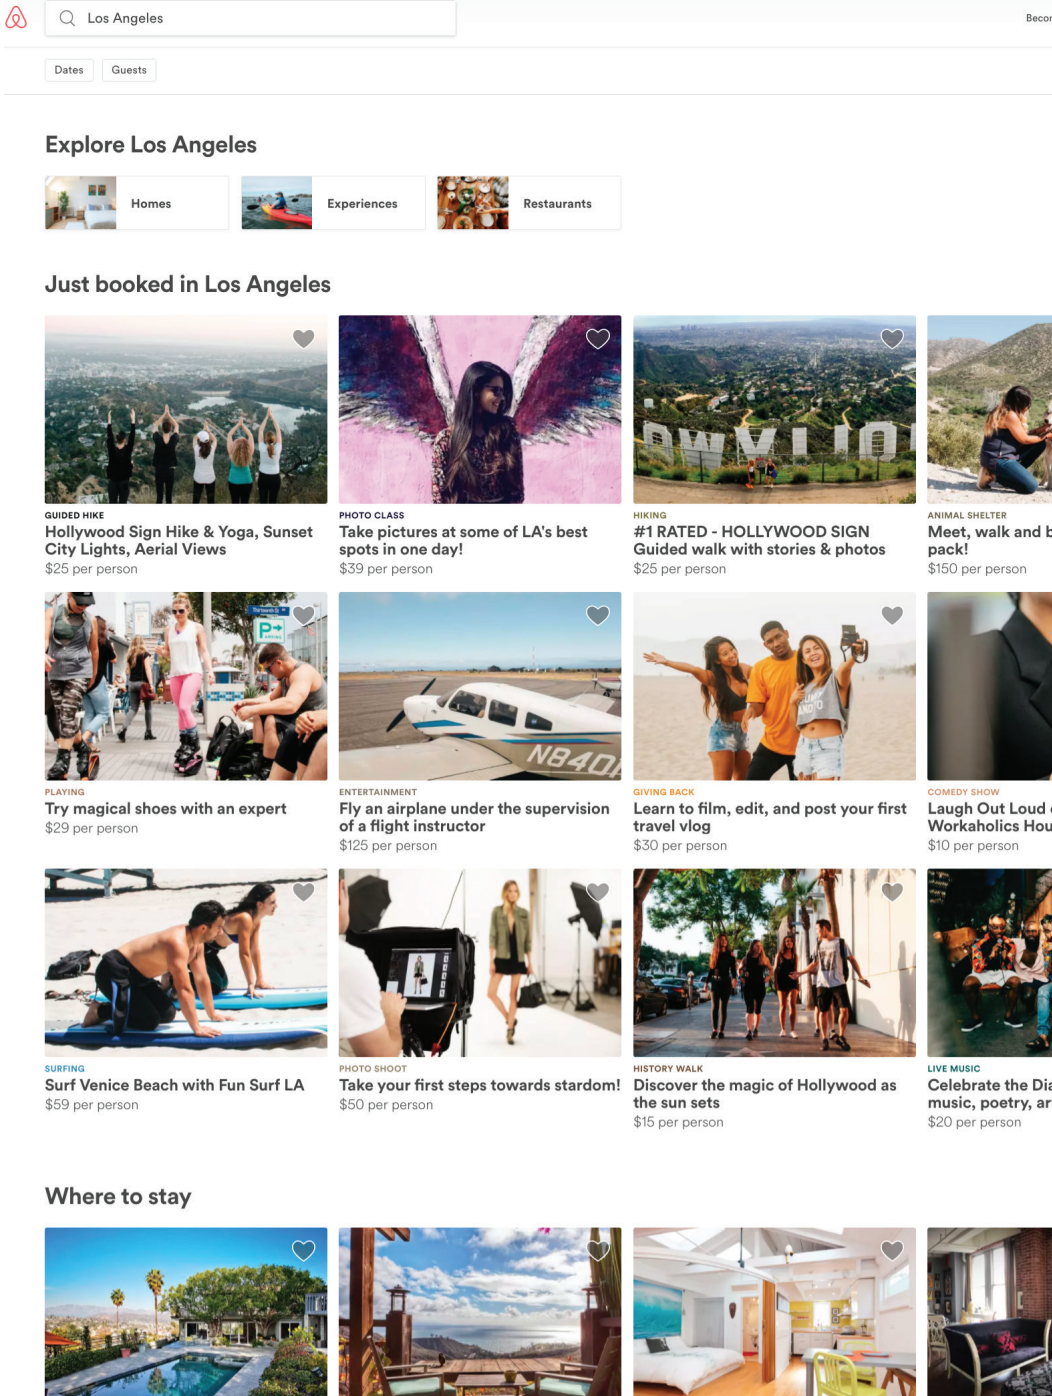 Los Angeles
Becor
Dates
Guests
Explore Los Angeles
Homes
Experiences
Restaurants
Just booked in Los Angeles
GUIDED HIKE
Hollywood Sign Hike & Yoga, Sunset
City Lights, Aerial Views
$25 per person
PHOTO CLASS
Take pictures at some of LA's best
spots in one day!
$39 per person
HIKING
#1 RATED - HOLLYWOOD SIGN
Guided walk with stories & photos
$25 per person
ANIMAL SHELTER
Meet, walk and b
pack!
$150 per person
P
N840
PLAYING
Try magical shoes with an expert
$29 per person
ENTERTAINMENT
Fly an airplane under the supervision
of a flight instructor
$125 per person
GIVING BACK
Learn to film, edit, and post your first
travel vlog
$30 per person
COMEDY SHOW
Laugh Out Loud
Workaholics Hou
$10 per person
SURFING
Surf Venice Beach with Fun Surf LA
$59 per person
PHOTO SHOOT
Take your first steps towards stardom!
$50 per person
HISTORY WALK
Discover the magic of Hollywood as
the sun sets
$15 per person
LIVE MUSIC
Celebrate the Dia
music, poetry, ar
$20 per person
Where to stay